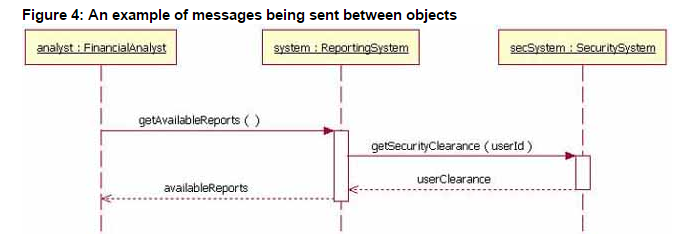 Figure 4: An example of messages being sent between objects
analyst : FinancialAnalyst
system : ReportingSystem
secSystem : SecuritySystem
getAvailableReports ( )
getSecurityClearance ( userId )
userClearance
availableReports